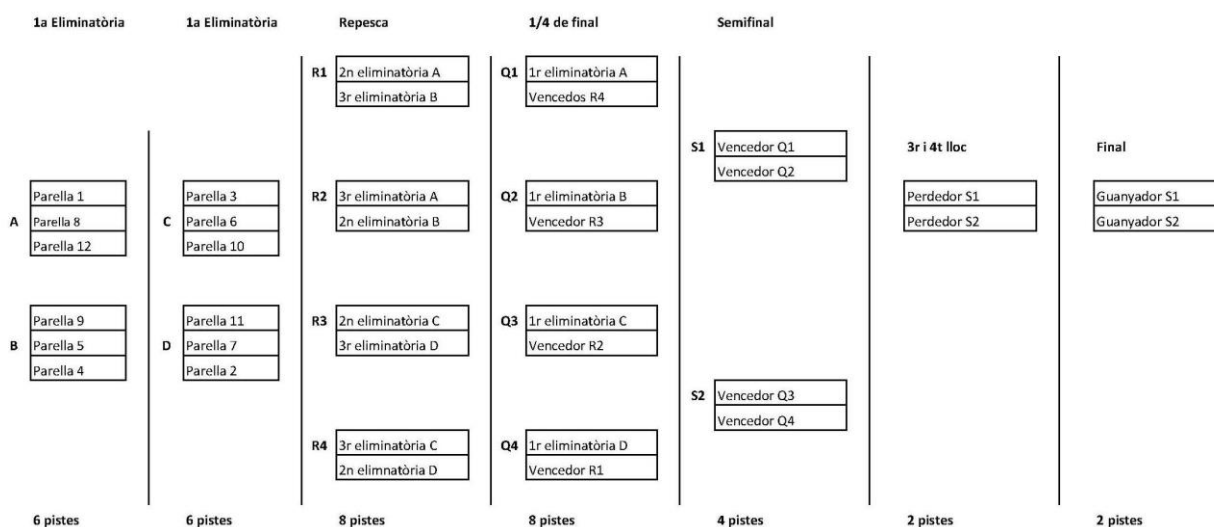 1a Eliminatòria
1a Eliminatòria
Repesca
1/4 de final
Semifinal
R1
2n eliminatòria A
3r eliminatòria B
Q1
1r eliminatòria A
Vencedos R4
S1
Vencedor Q1
Vencedor Q2
3r i 4t lloc
Final
A
Parella 1
Parella 8
Parella 12
C
Parella 3
Parella 6
Parella 10
R2
3r eliminatòria A
2n eliminatòria B
Q2
1r eliminatòria B
Vencedor R3
Perdedor S1
Perdedor S2
Guanyador S1
Guanyador S2
B
Parella 9
Parella 5
Parella 4
D
Parella 11
Parella 7
Parella 2
R3
2n eliminatòria C
3r eliminatòria D
Q3
1r eliminatòria C
Vencedor R2
S2
Vencedor Q3
Vencedor Q4
R4
3r eliminatòria C
2n elimnatòria D
Q4
1r eliminatòria D
Vencedor R1
6 pistes
6 pistes
8 pistes
8 pistes
4 pistes
2 pistes
2 pistes